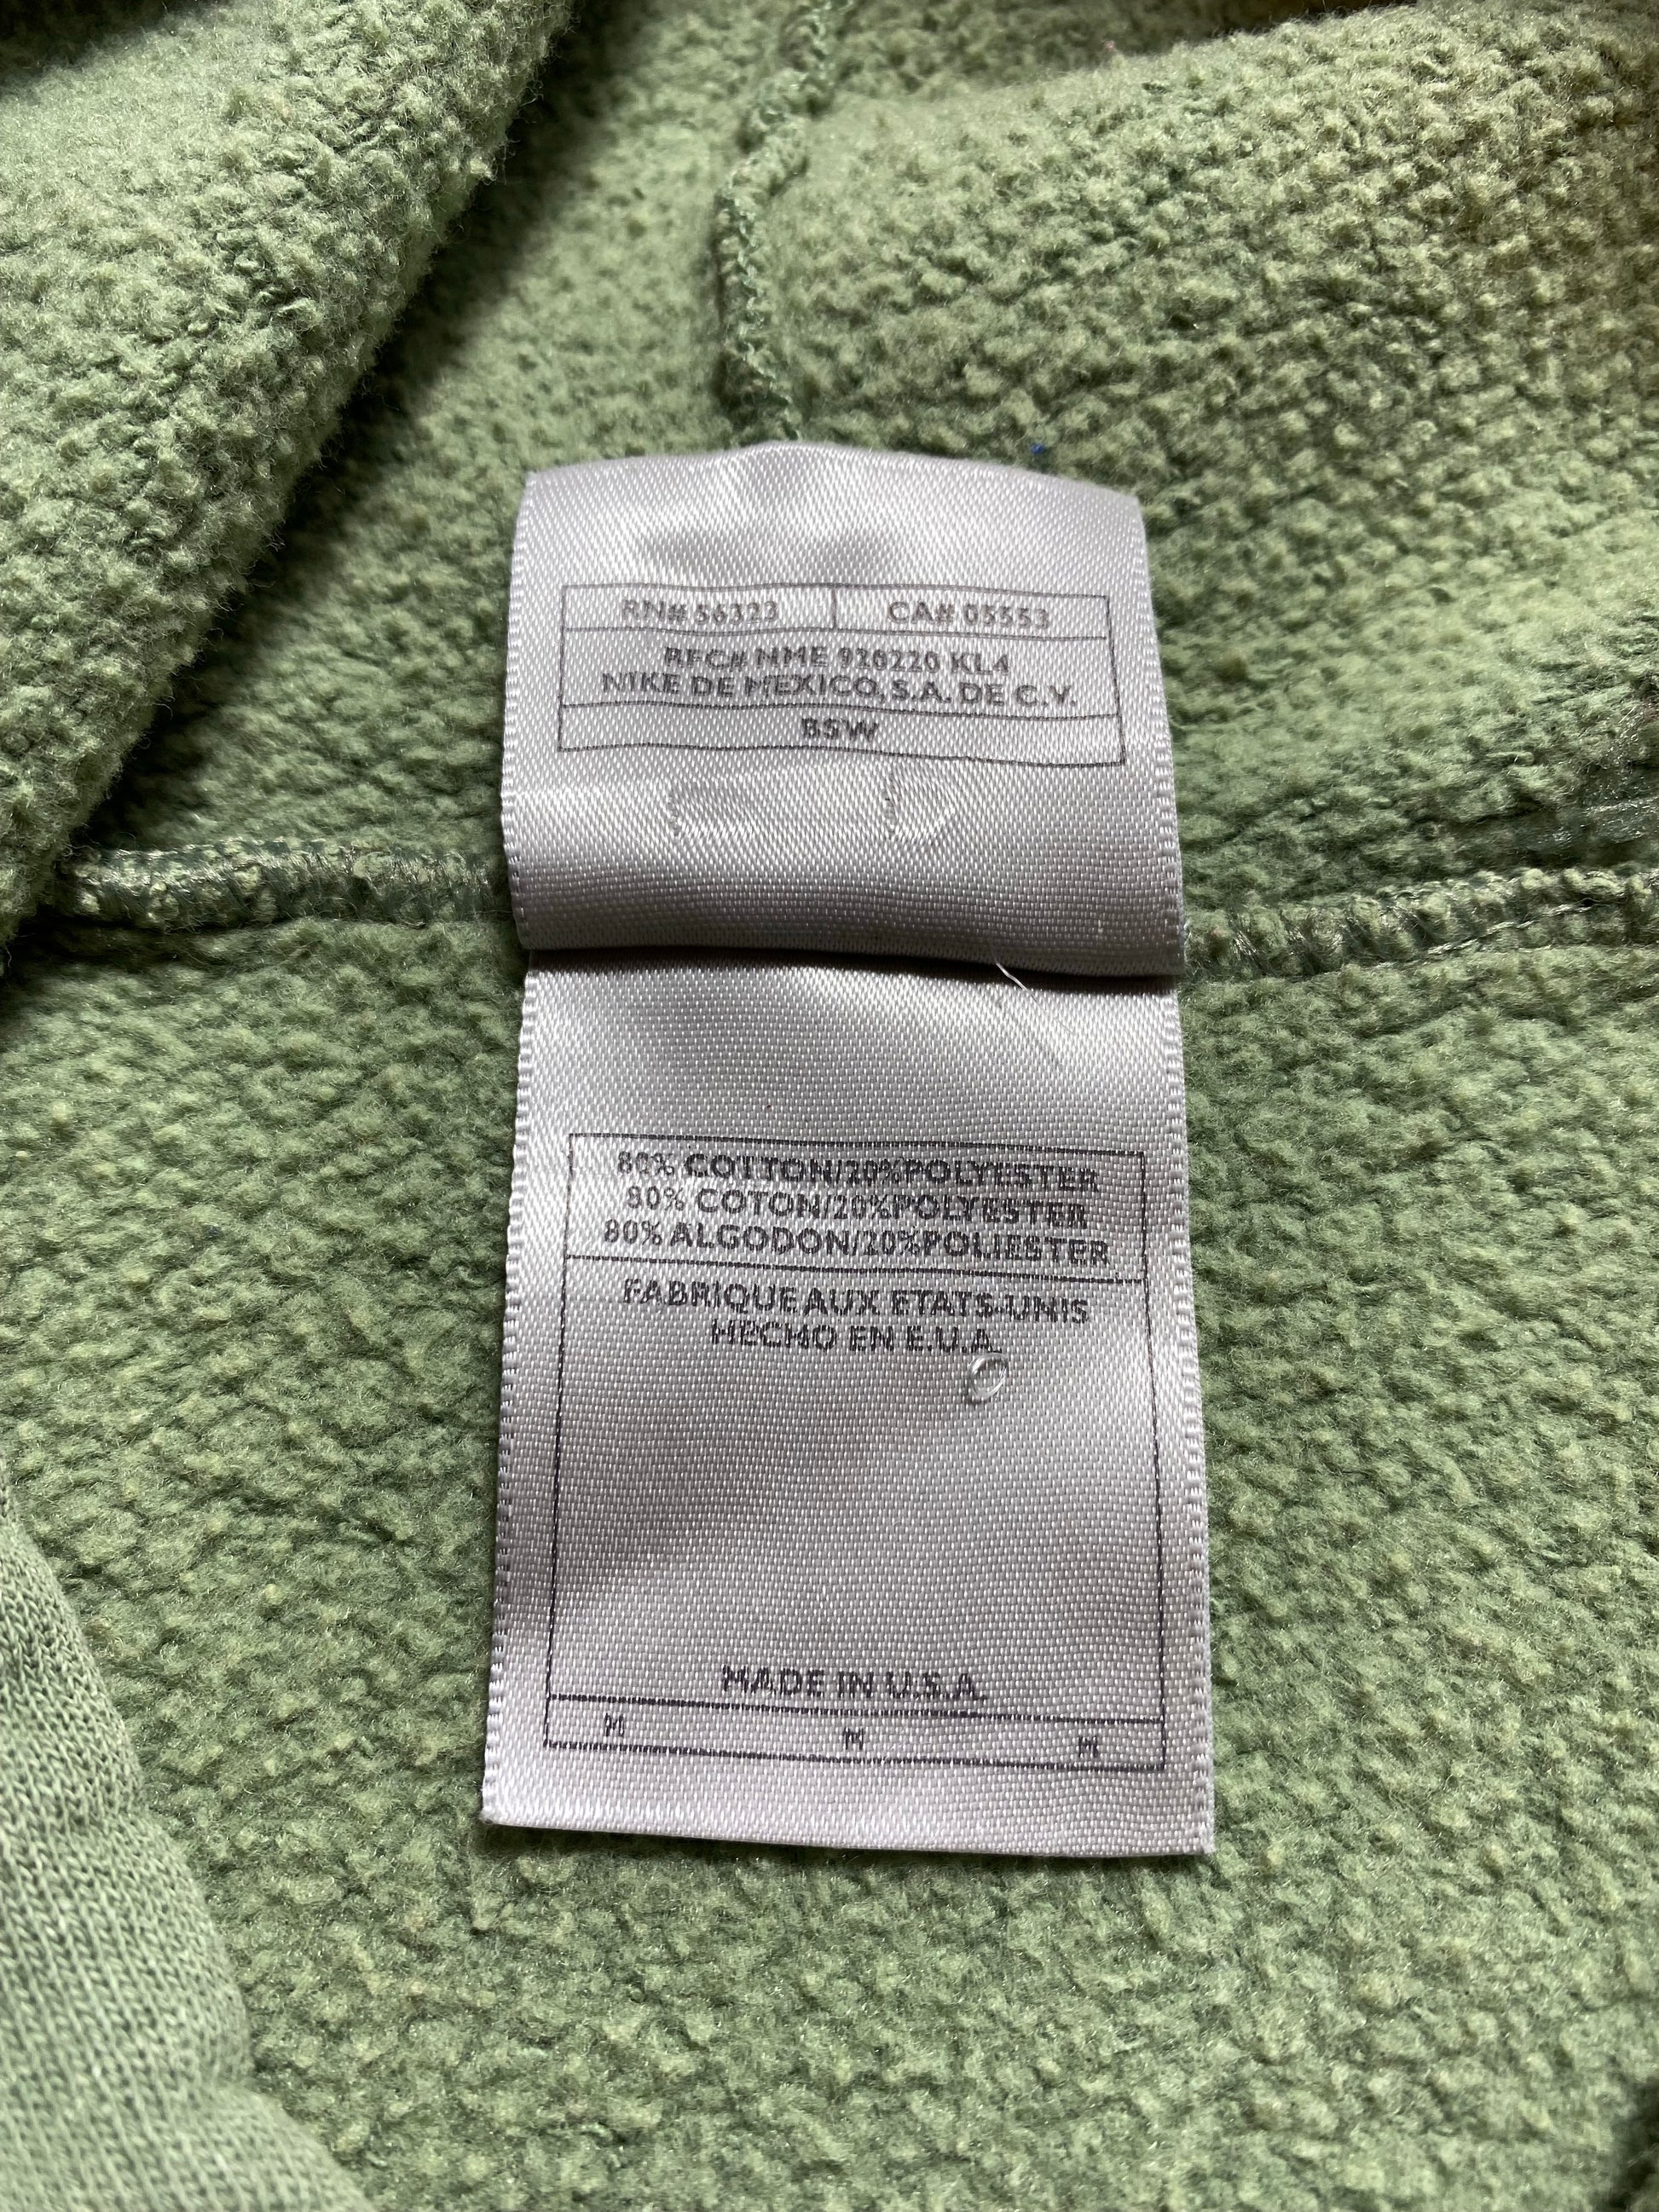 RN# 56323 CA# 05553
RFC# NME 920220 KL4
NIKE DE MEXICO, S.A. DE C.V.
BSW
80% COTTON/20%POLYESTER
80% COTON/20%POLYESTER
80% ALGODON/20%POLIESTER
FABRIQUE AUX ETATS-UNIS
HECHO EN E.U.A.
MADE IN U.S.A.
M M M